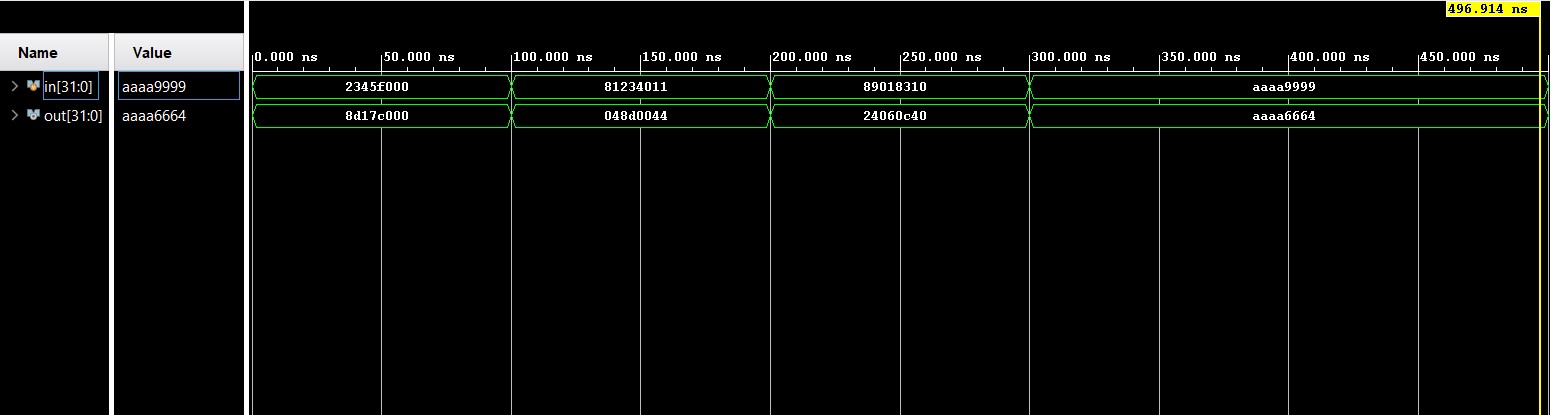 496.914 ns
Name Value
0.000 ns 50.000 ns 100.000 ns 150.000 ns 200.000 ns 250.000 ns 300.000 ns 350.000 ns 400.000 ns 450.000 ns
in[31:0] aaaa9999 2345f000 81234011 89018310 aaaa9999
out[31:0] aaaa6664 8d17c000 048d0044 24060c40 aaaa6664